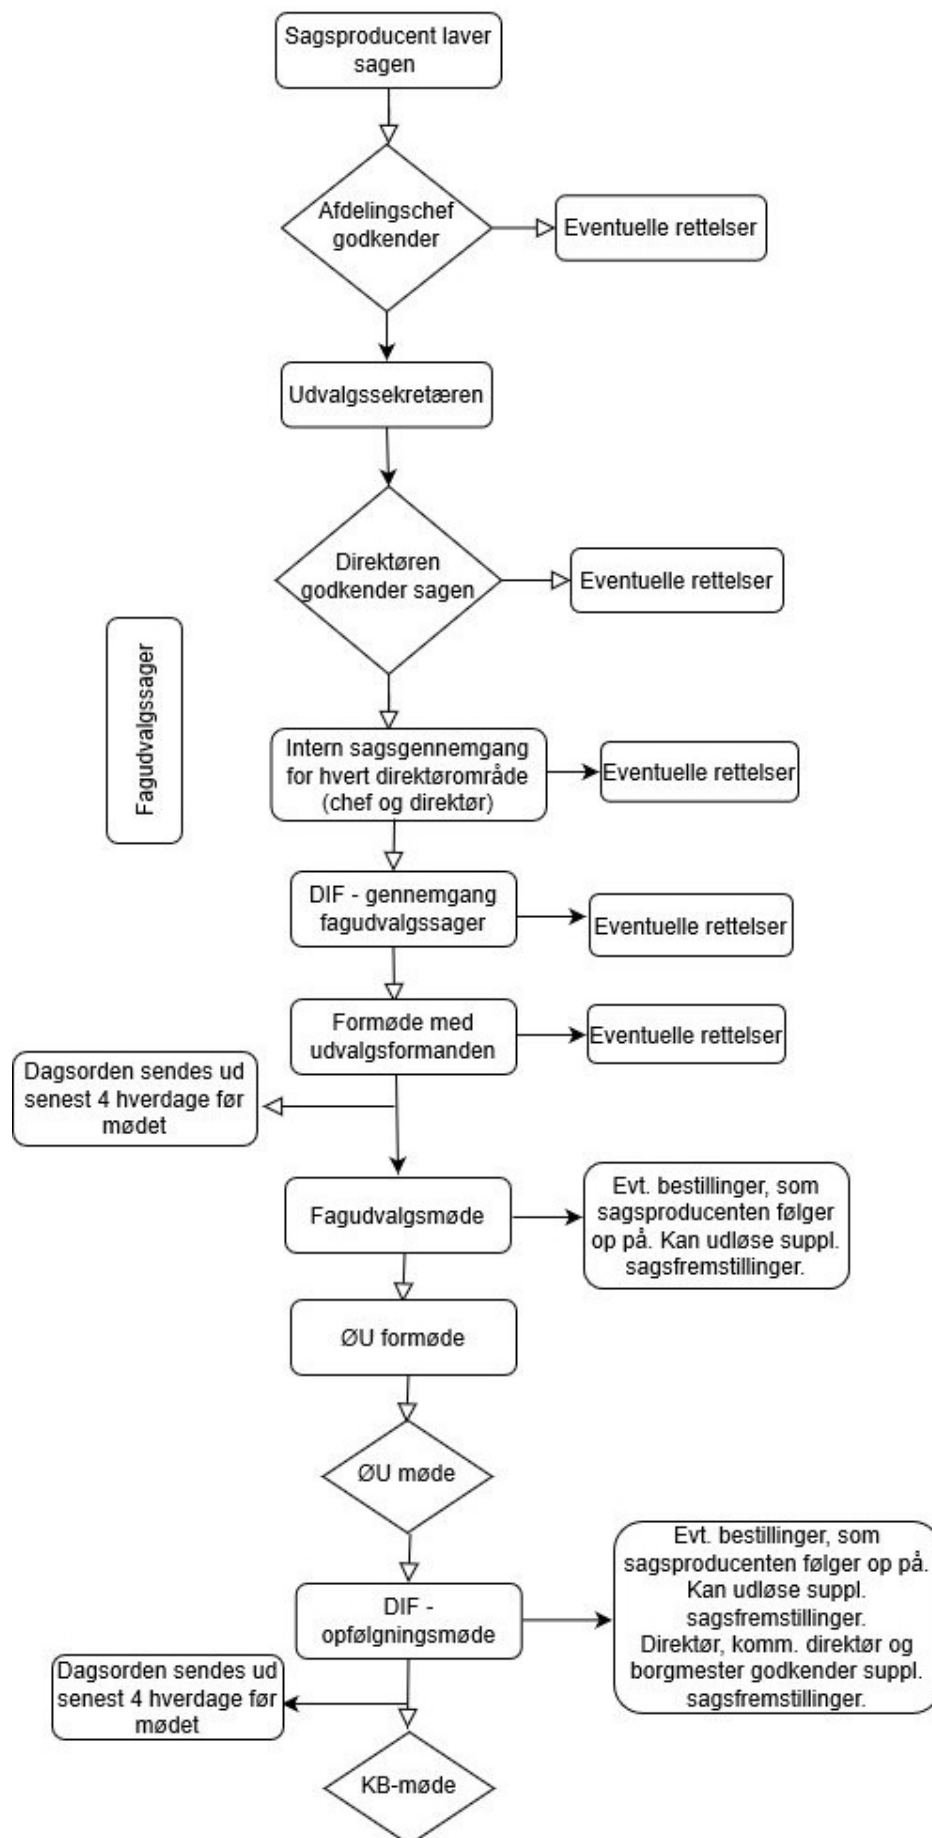 Sagsproducent laver
sagen
Afdelingschef
godkender
Eventuelle rettelser
Udvalgssekretæren
Direktøren
godkender sagen
Eventuelle rettelser
Fagudvalgssager
Intern sagsgennemgang
for hvert direktørområde
(chef og direktør)
Eventuelle rettelser
DIF - gennemgang
fagudvalgssager
Eventuelle rettelser
Formøde med
udvalgsformanden
Eventuelle rettelser
Dagsorden sendes ud
senest 4 hverdage før
mødet
Fagudvalgsmøde
Evt. bestillinger, som
sagsproducenten følger
op på. Kan udløse suppl.
sagsfremstillinger.
ØU formøde
ØU møde
DIF -
opfølgningsmøde
Evt. bestillinger, som
sagsproducenten følger op på.
Kan udløse suppl.
sagsfremstillinger.
Direktør, komm. direktør og
borgmester godkender suppl.
sagsfremstillinger.
Dagsorden sendes ud
senest 4 hverdage før
mødet
KB-møde